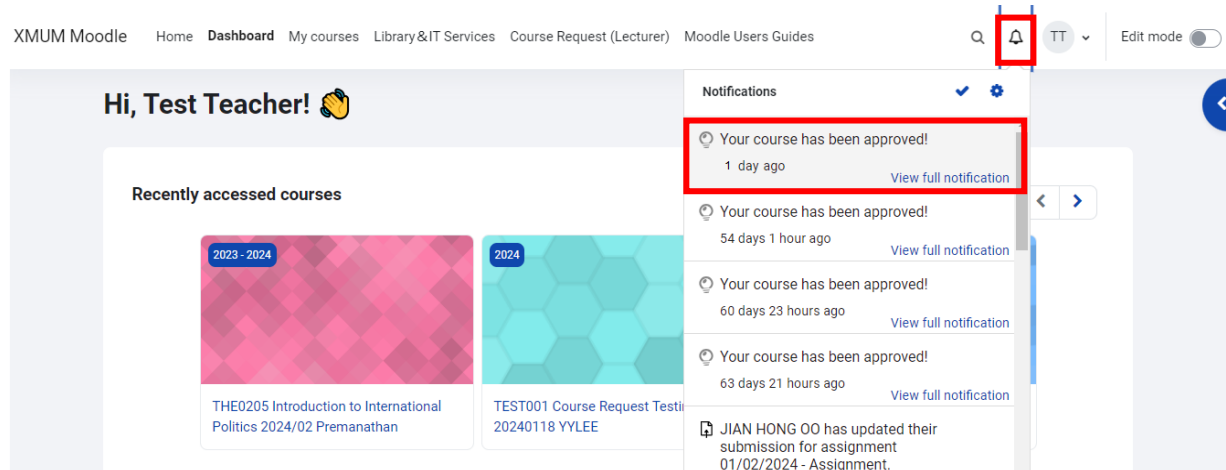 XMUM Moodle Home Dashboard My courses Library & IT Services Course Request (Lecturer) Moodle Users Guides TT Edit mode
Hi, Test Teacher!
Recently accessed courses
2023 - 2024
THE0205 Introduction to International
Politics 2024/02 Premanathan
2024
TEST001 Course Request
20240118 YYLEE
Notifications
Your course has been approved!
1 day ago
View full notification
Your course has been approved!
54 days 1 hour ago
View full notification
Your course has been approved!
60 days 23 hours ago
View full notification
Your course has been approved!
63 days 21 hours ago
View full notification
JIAN HONG OO has updated their
submission for assignment
01/02/2024 - Assignment.